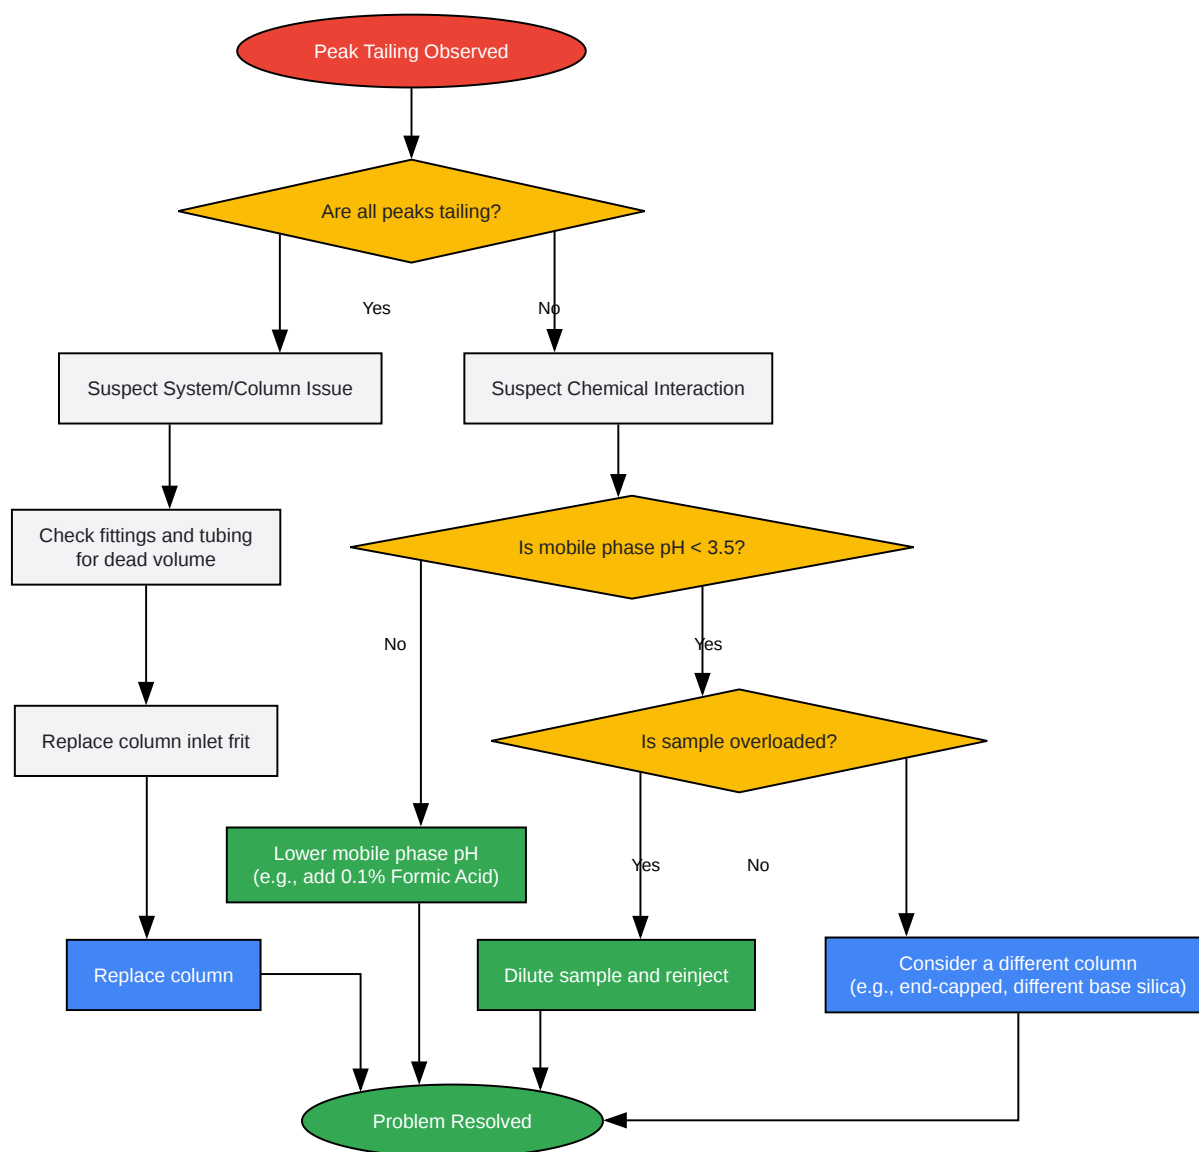 Peak Tailing Observed
Are all peaks tailing?
Yes
No
Suspect System/Column Issue
Suspect Chemical Interaction
Check fittings and tubing
for dead volume
Is mobile phase pH < 3.5?
No
Yes
Replace column inlet frit
Is sample overloaded?
Lower mobile phase pH
(e.g., add 0.1% Formic Acid)
Yes
No
Replace column
Dilute sample and reinject
Consider a different column
(e.g., end-capped, different base silica)
Problem Resolved